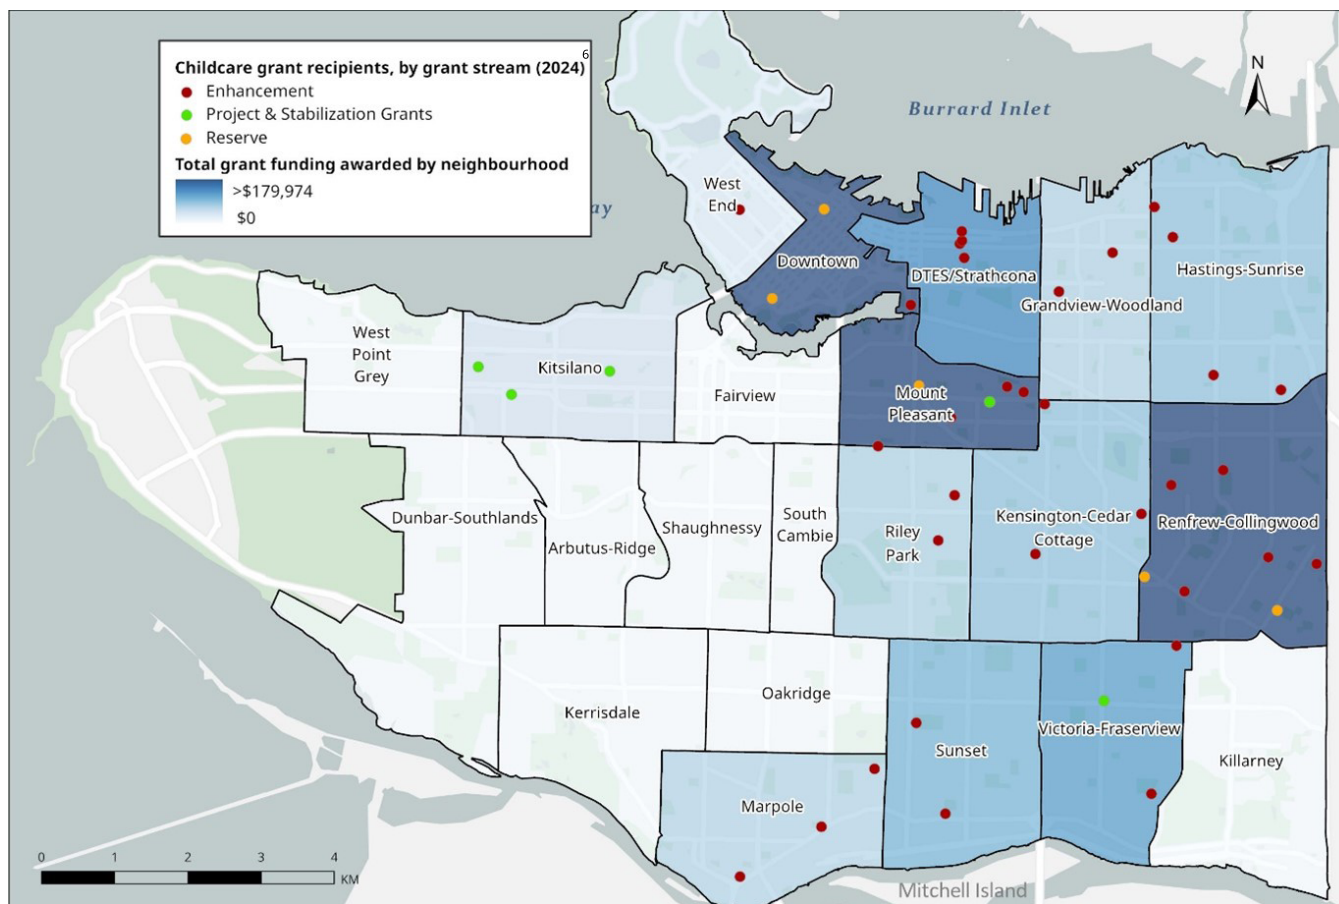 6
Childcare grant recipients, by grant stream (2024)
Enhancement
Project & Stabilization Grants
Reserve
Total grant funding awarded by neighbourhood
>$179,974
$0
ay
Burrard Inlet
N
West
End
Downtown
DTES/Strathcona
Grandview-Woodland
Hastings-Sunrise
West
Point
Grey
Kitsilano
Fairview
Mount
Pleasant
Dunbar-Southlands
Arbutus-Ridge
Shaughnessy
South
Cambie
Riley
Park
Kensington-Cedar
Cottage
Renfrew-Collingwood
Kerrisdale
Oakridge
Marpole
Sunset
Victoria-Fraserview
Killarney
0 1 2 3 4
KM
Mitchell Island